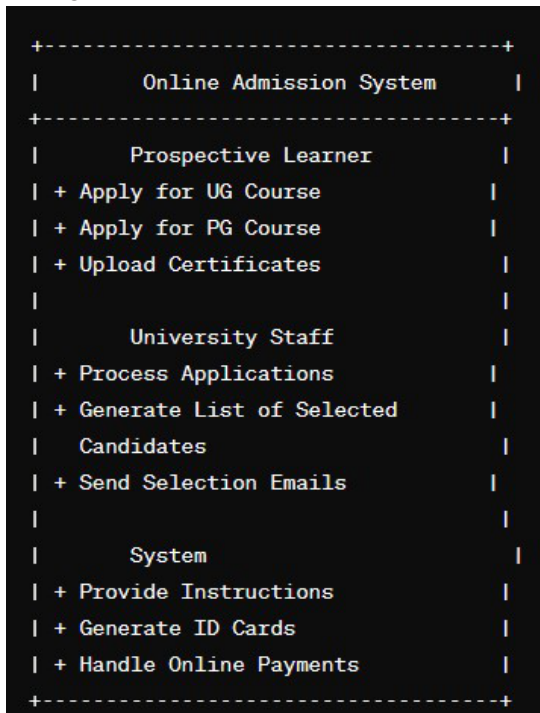 +------------------------------------+
|        Online Admission System      |
+------------------------------------+
|       Prospective Learner          |
| + Apply for UG Course             |
| + Apply for PG Course             |
| + Upload Certificates              |
|                                    |
|       University Staff             |
| + Process Applications            |
| + Generate List of Selected       |
|   Candidates                       |
| + Send Selection Emails           |
|                                    |
|       System                        |
| + Provide Instructions             |
| + Generate ID Cards                |
| + Handle Online Payments           |
+------------------------------------+